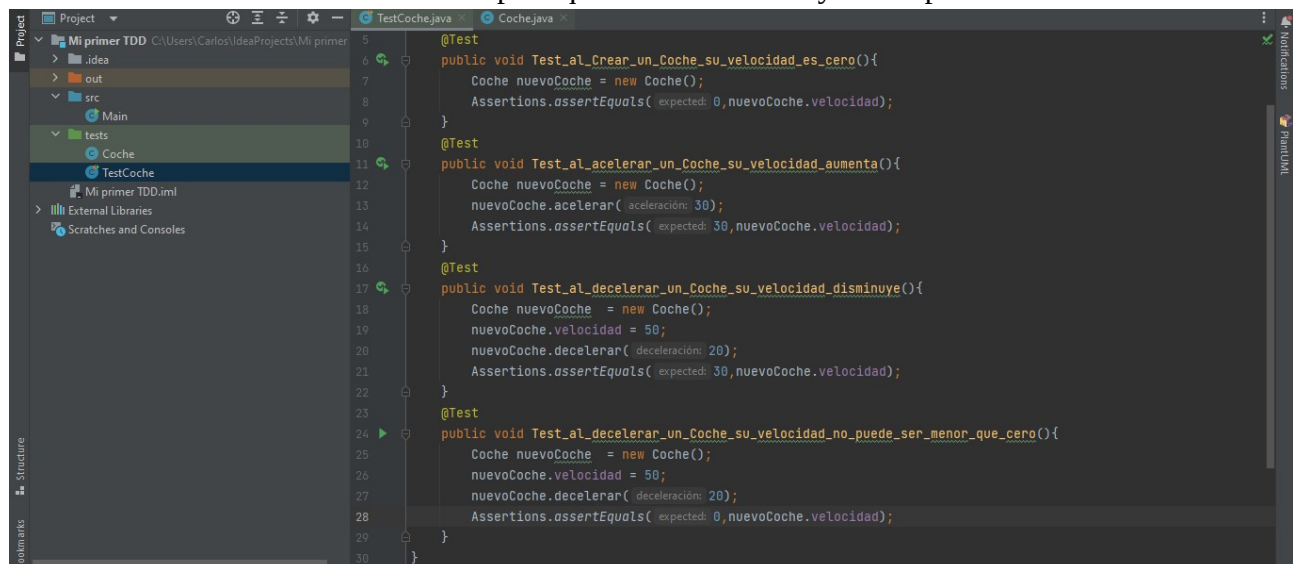 Project
TestCoche.java
Coche.java
Project
Mi primer TDD C:\Users\Carlos\IdeaProjects\Mi primer
.idea
out
src
Main
tests
Coche
TestCoche
Mi primer TDD.iml
External Libraries
Scratches and Consoles
5 @Test
6 public void Test_al_Crear_un_Coche_su_velocidad_es_cero(){
7 Coche nuevoCoche = new Coche();
8 Assertions.assertEquals( expected: 0,nuevoCoche.velocidad);
9 }
10 @Test
11 public void Test_al_acelerar_un_Coche_su_velocidad_aumenta(){
12 Coche nuevoCoche = new Coche();
13 nuevoCoche.acelerar( aceleración: 30);
14 Assertions.assertEquals( expected: 30,nuevoCoche.velocidad);
15 }
16 @Test
17 public void Test_al_decelerar_un_Coche_su_velocidad_disminuye(){
18 Coche nuevoCoche  = new Coche();
19 nuevoCoche.velocidad = 50;
20 nuevoCoche.decelerar( deceleración: 20);
21 Assertions.assertEquals( expected: 30,nuevoCoche.velocidad);
22 }
23 @Test
24 public void Test_al_decelerar_un_Coche_su_velocidad_no_puede_ser_menor_que_cero(){
25 Coche nuevoCoche  = new Coche();
26 nuevoCoche.velocidad = 50;
27 nuevoCoche.decelerar( deceleración: 20);
28 Assertions.assertEquals( expected: 0,nuevoCoche.velocidad);
29 }
30 }
Structure
Notifications
PlantUML